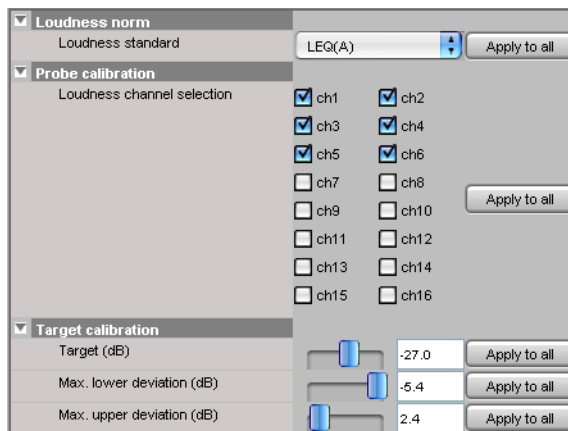 Loudness norm
Loudness standard LEQ(A) Apply to all
Probe calibration
Loudness channel selection ch1 ch2
ch3 ch4
ch5 ch6
ch7 ch8
Apply to all
ch9 ch10
ch11 ch12
ch13 ch14
ch15 ch16
Target calibration
Target (dB) -27.0 Apply to all
Max. lower deviation (dB) -5.4 Apply to all
Max. upper deviation (dB) 2.4 Apply to all